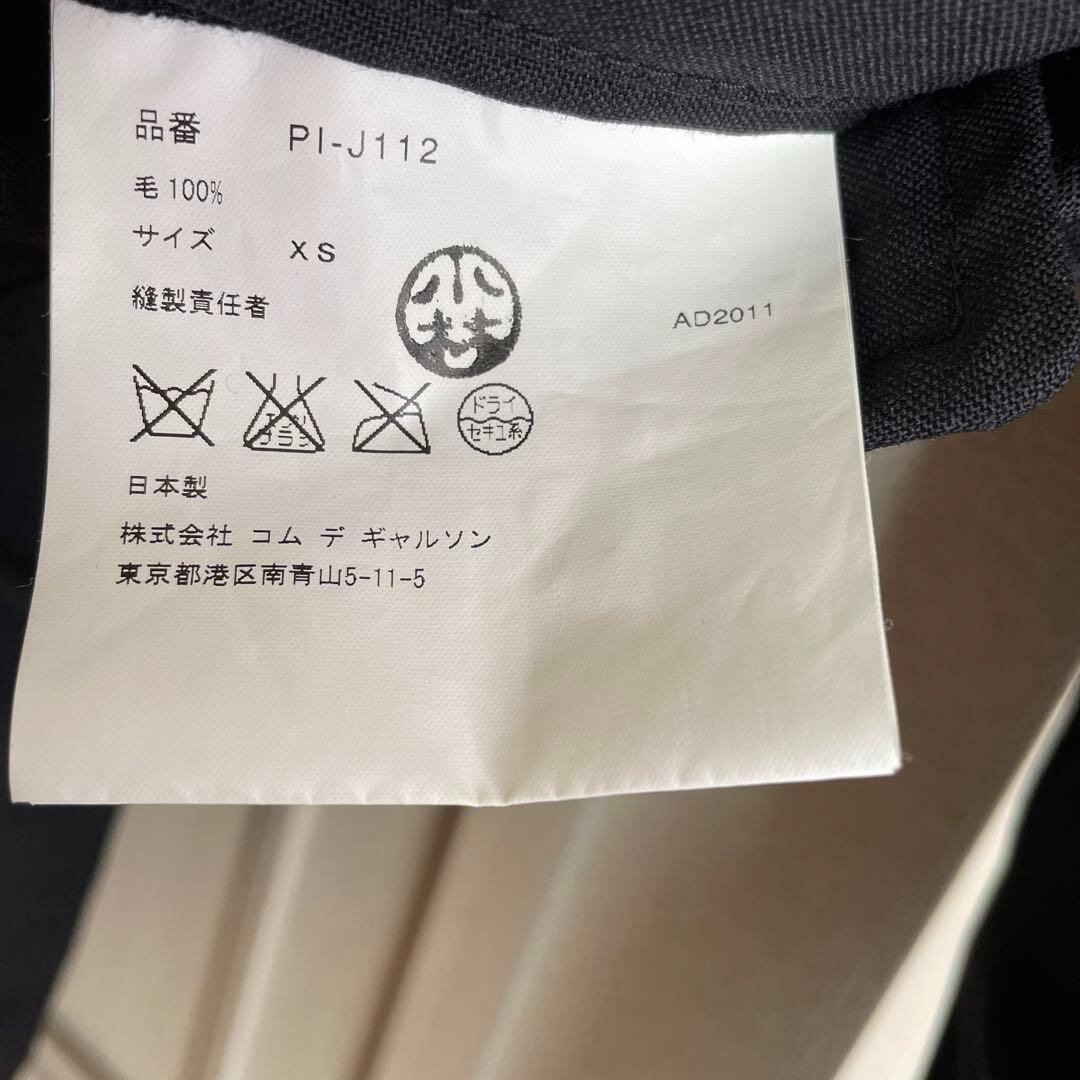 品番 PI-J112
毛 100%
サイズ XS
縫製責任者
AD2011
ドライ
セキユ系
日本製
株式会社 コム デ ギャルソン
東京都港区南青山5-11-5